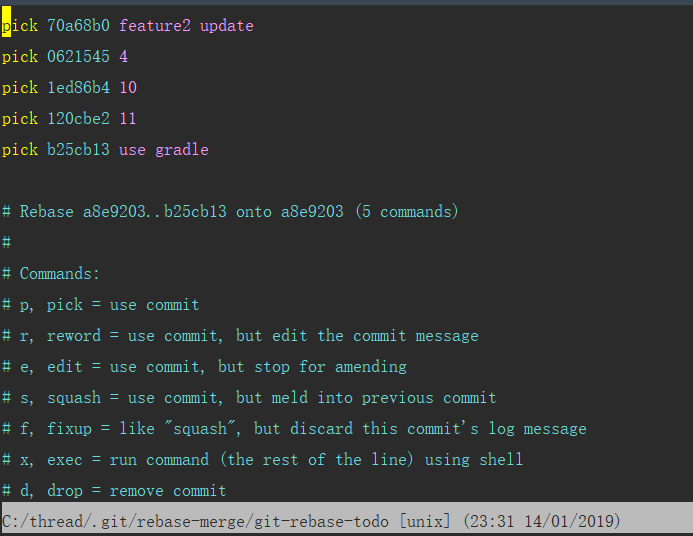 pick 70a68b0 feature2 update
pick 0621545 4
pick 1ed86b4 10
pick 120cbe2 11
pick b25cb13 use gradle
# Rebase a8e9203..b25cb13 onto a8e9203 (5 commands)
#
# Commands:
# p, pick = use commit
# r, reword = use commit, but edit the commit message
# e, edit = use commit, but stop for amending
# s, squash = use commit, but meld into previous commit
# f, fixup = like "squash", but discard this commit's log message
# x, exec = run command (the rest of the line) using shell
# d, drop = remove commit
C:/thread/.git/rebase-merge/git-rebase-todo [unix] (23:31 14/01/2019)